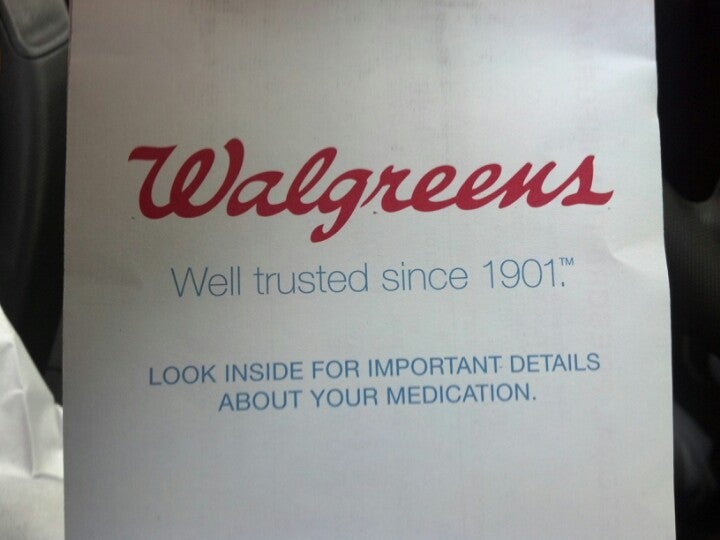 Walgreens
Well trusted since 1901.™
LOOK INSIDE FOR IMPORTANT DETAILS
ABOUT YOUR MEDICATION.